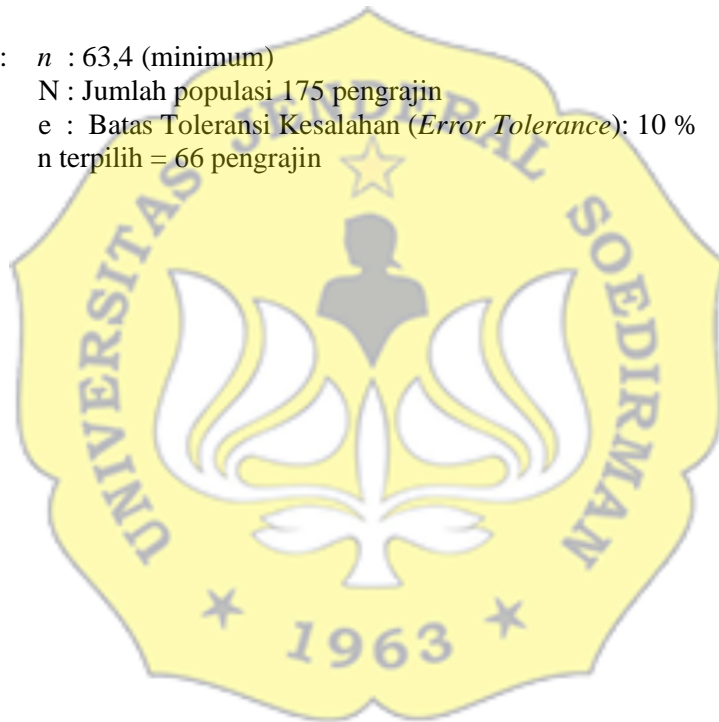 : n : 63,4 (minimum)
N : Jumlah populasi 175 pengrajin
e : Batas Toleransi Kesalahan (Error Tolerance): 10 %
n terpilih = 66 pengrajin
UNIVERSITAS JENDERAL SOEDIRMAN
1963